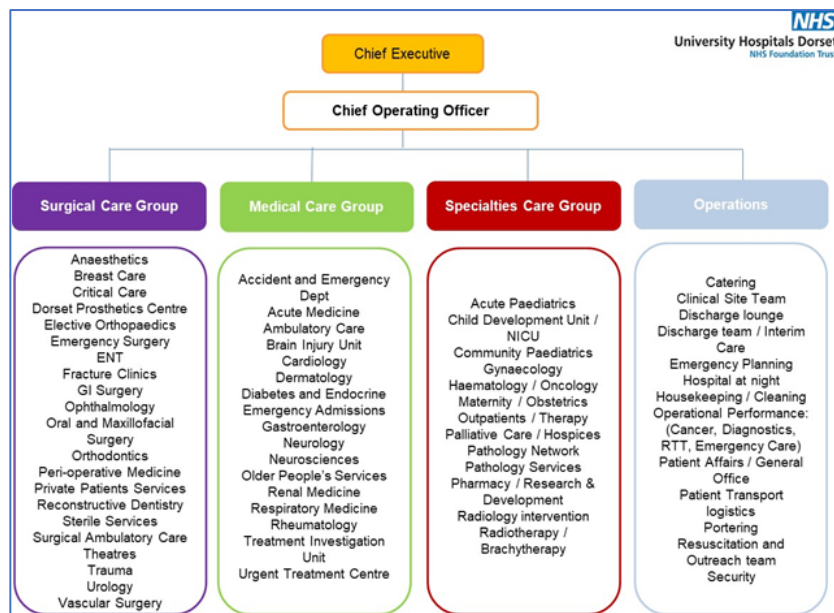 NHS
University Hospitals Dorset
NHS Foundation Trust
Chief Executive
Chief Operating Officer
Surgical Care Group
Medical Care Group
Specialties Care Group
Operations
Anaesthetics
Breast Care
Critical Care
Dorset Prosthetics Centre
Elective Orthopaedics
Emergency Surgery
ENT
Fracture Clinics
GI Surgery
Ophthalmology
Oral and Maxillofacial
Surgery
Orthodontics
Peri-operative Medicine
Private Patients Services
Reconstructive Dentistry
Sterile Services
Surgical Ambulatory Care
Theatres
Trauma
Urology
Vascular Surgery
Accident and Emergency
Dept
Acute Medicine
Ambulatory Care
Brain Injury Unit
Cardiology
Dermatology
Diabetes and Endocrine
Emergency Admissions
Gastroenterology
Neurology
Neurosciences
Older People's Services
Renal Medicine
Respiratory Medicine
Rheumatology
Treatment Investigation
Unit
Urgent Treatment Centre
Acute Paediatrics
Child Development Unit /
NICU
Community Paediatrics
Gynaecology
Haematology / Oncology
Maternity / Obstetrics
Outpatients / Therapy
Palliative Care / Hospices
Pathology Network
Pathology Services
Pharmacy / Research &
Development
Radiology intervention
Radiotherapy /
Brachytherapy
Catering
Clinical Site Team
Discharge lounge
Discharge team / Interim
Care
Emergency Planning
Hospital at night
Housekeeping / Cleaning
Operational Performance:
(Cancer, Diagnostics,
RTT, Emergency Care)
Patient Affairs / General
Office
Patient Transport
logistics
Portering
Resuscitation and
Outreach team
Security